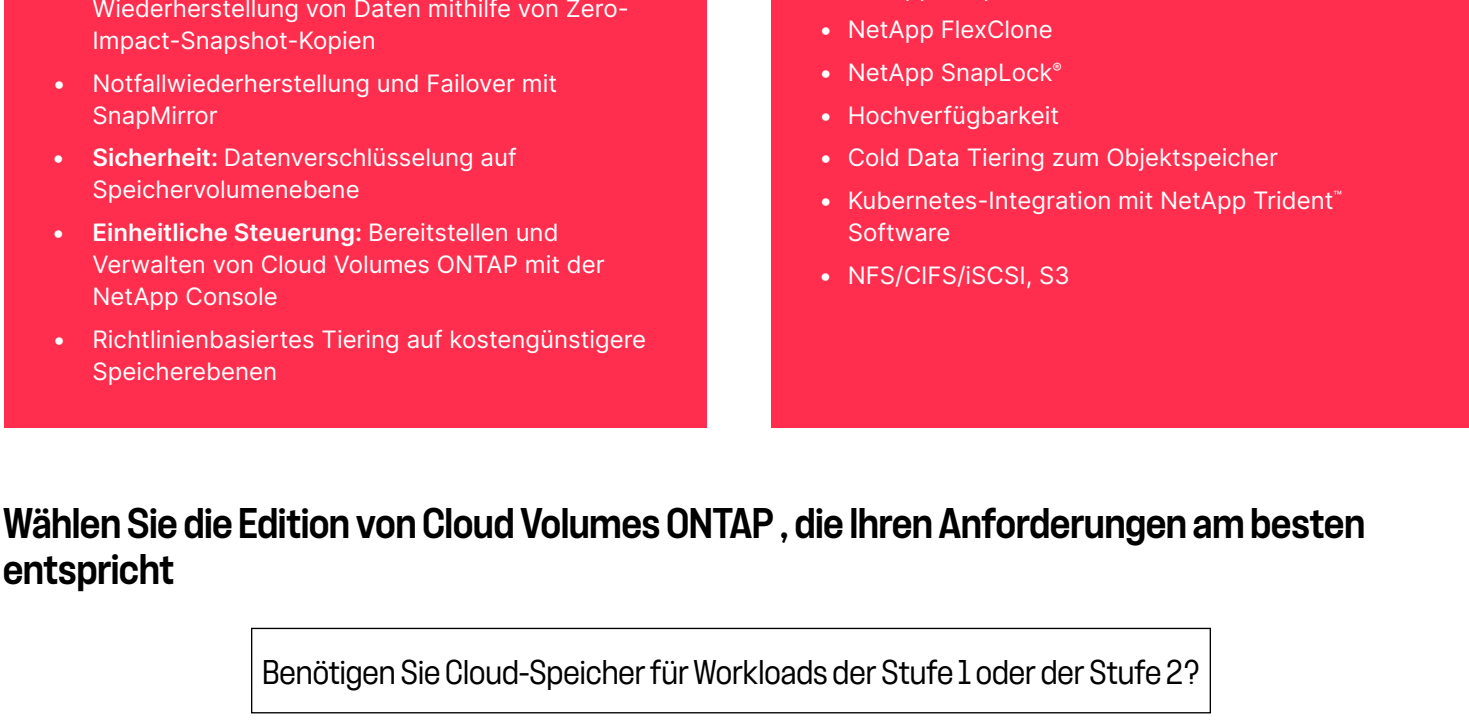 Wiederherstellung von Daten mithilfe von Zero-
Impact-Snapshot-Kopien
• Notfallwiederherstellung und Failover mit
SnapMirror
• Sicherheit: Datenverschlüsselung auf
Speichervolumenebene
• Einheitliche Steuerung: Bereitstellen und
Verwalten von Cloud Volumes ONTAP mit der
NetApp Console
• Richtlinienbasiertes Tiering auf kostengünstigere
Speicherebenen
• NetApp FlexClone
• NetApp SnapLock®
• Hochverfügbarkeit
• Cold Data Tiering zum Objektspeicher
• Kubernetes-Integration mit NetApp Trident™
Software
• NFS/CIFS/iSCSI, S3
Wählen Sie die Edition von Cloud Volumes ONTAP , die Ihren Anforderungen am besten
entspricht
Benötigen Sie Cloud-Speicher für Workloads der Stufe 1 oder der Stufe 2?